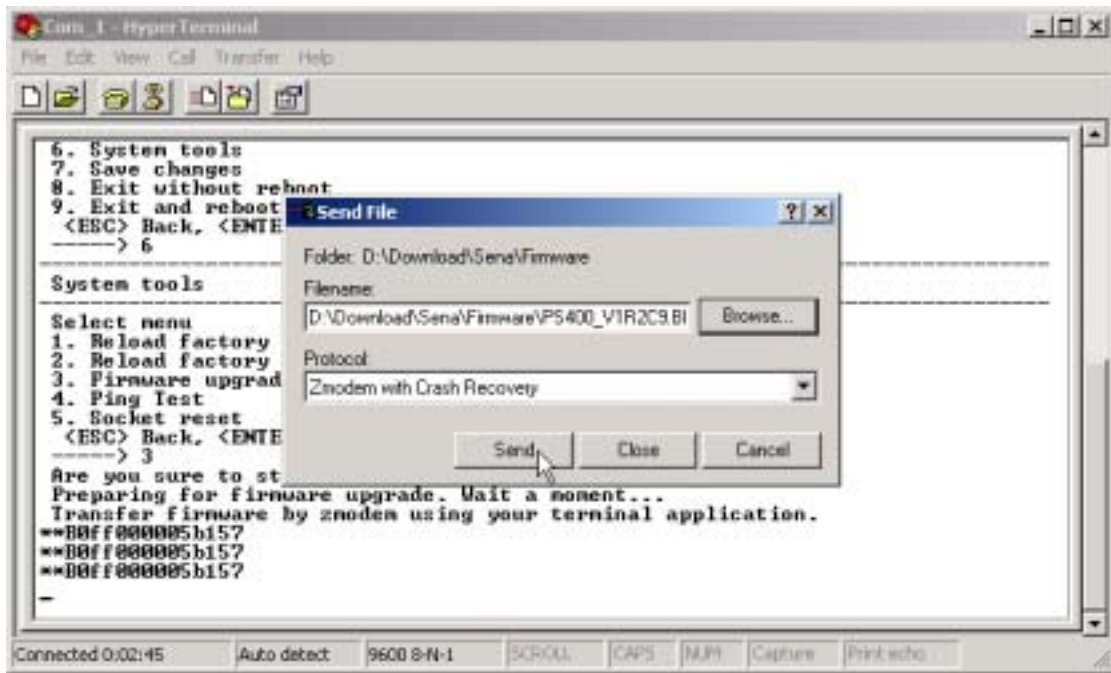 Cons_1 - HyperTerminal
File Edit View Call Transfer Help
6. System tools
7. Save changes
8. Exit without reboot
9. Exit and reboot
<ESC> Back, <ENTE
-----> 6
System tools
Select menu
1. Reload factory
2. Reload factory
3. Firmware upgrad
4. Ping Test
5. Socket reset
<ESC> Back, <ENTE
-----> 3
Are you sure to st
Preparing for firmware upgrade. Wait a moment...
Transfer firmware by zmodem using your terminal application.
**B0ff000005b157
**B0ff000005b157
**B0ff000005b157
Send File
Folder: D:\Download\Sena\Firmware
Filename:
D:\Download\Sena\Firmware\PS400_V1R2C9.BI
Browse...
Protocol:
Zmodem with Crash Recovery
Send
Close
Cancel
Connected 0:02:45 Auto detect 9600 8-N-1 SCROLL CAPS NUM Capture Print echo